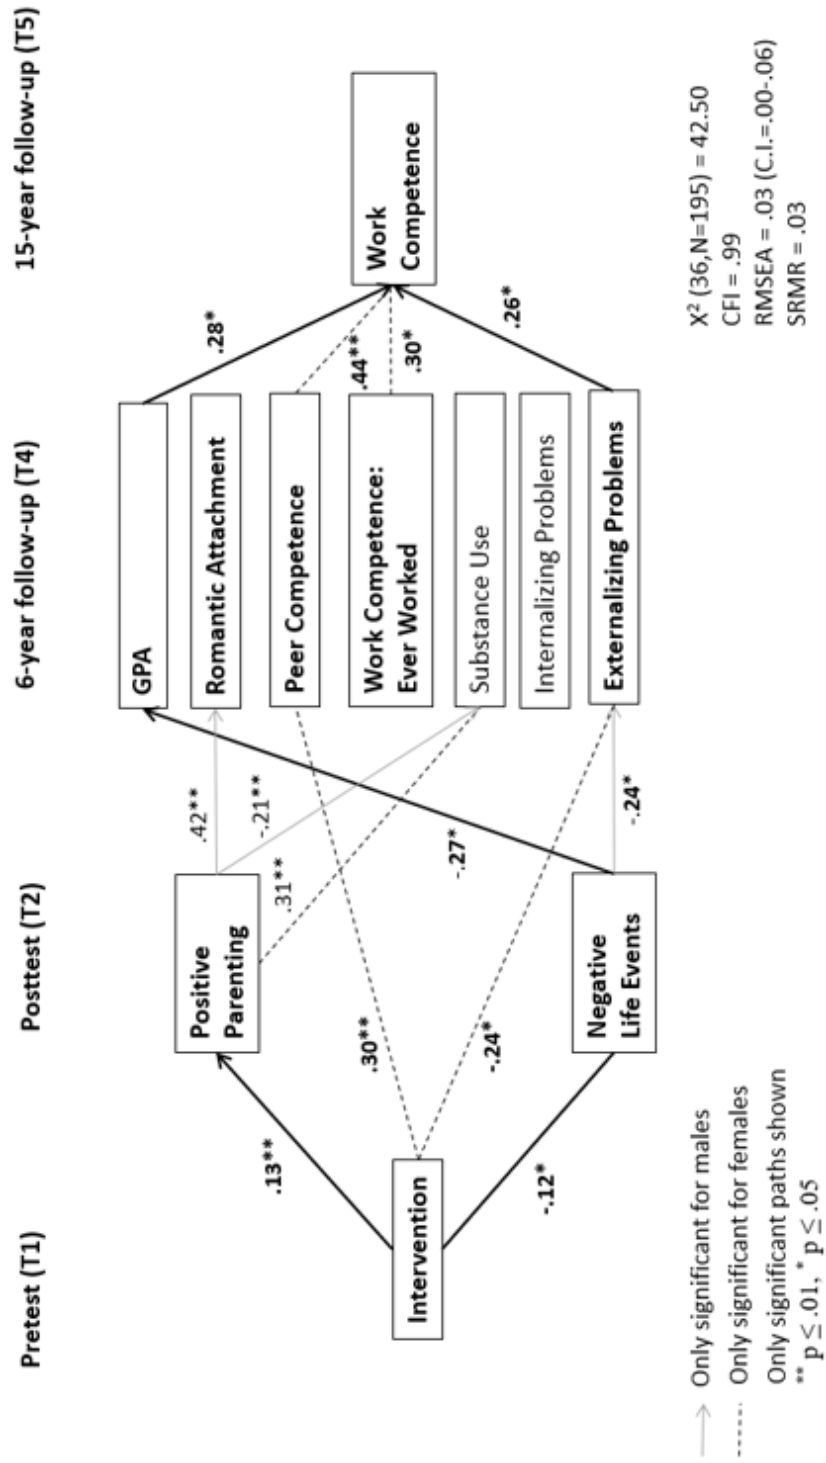 Pretest (T1)
Posttest (T2)
6-year follow-up (T4)
15-year follow-up (T5)
Intervention
.13**
-.12*
.30**
-.24*
Positive
Parenting
Negative
Life Events
.42**
-.21**
.31**
-.27*
-.24*
GPA
Romantic Attachment
Peer Competence
Work Competence:
Ever Worked
Substance Use
Internalizing Problems
Externalizing Problems
.28*
.44**
.30*
.26*
Work
Competence
Only significant for males
Only significant for females
Only significant paths shown
** p ≤ .01, * p ≤ .05
X² (36,N=195) = 42.50
CFI = .99
RMSEA = .03 (C.I.=.00-.06)
SRMR = .03